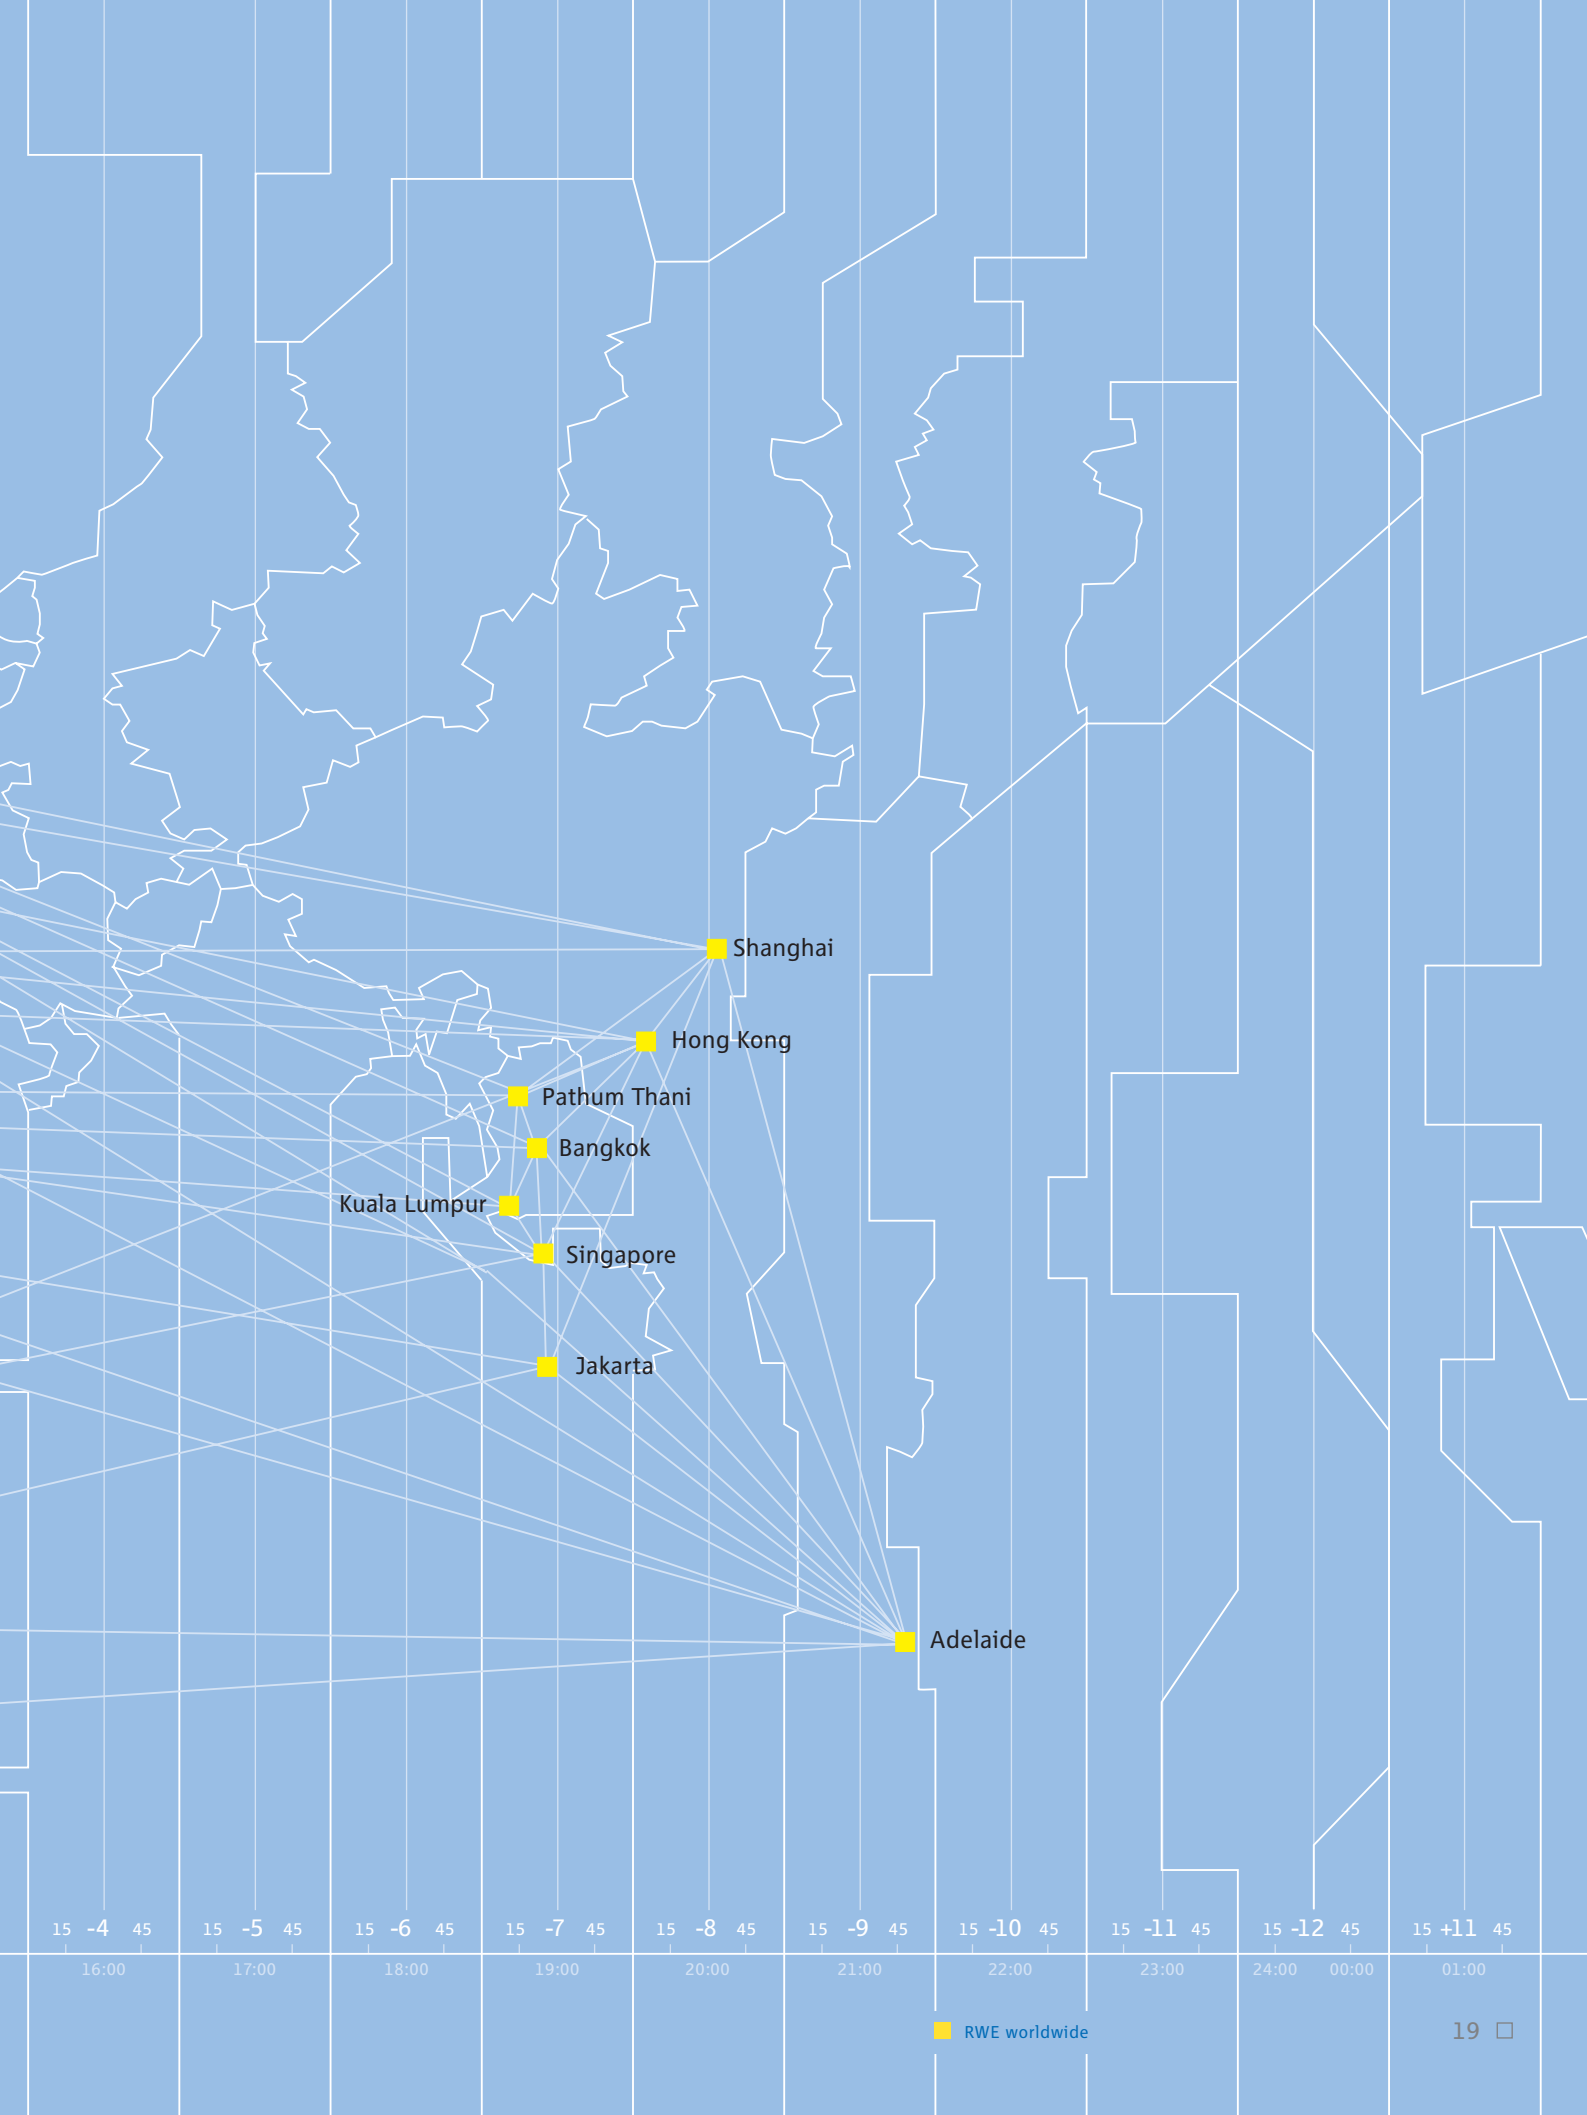 Shanghai
Hong Kong
Pathum Thani
Bangkok
Kuala Lumpur
Singapore
Jakarta
Adelaide
15 -4 45 15 -5 45 15 -6 45 15 -7 45 15 -8 45 15 -9 45 15 -10 45 15 -11 45 15 -12 45 15 +11 45
16:00 17:00 18:00 19:00 20:00 21:00 22:00 23:00 24:00 00:00 01:00
RWE worldwide
19